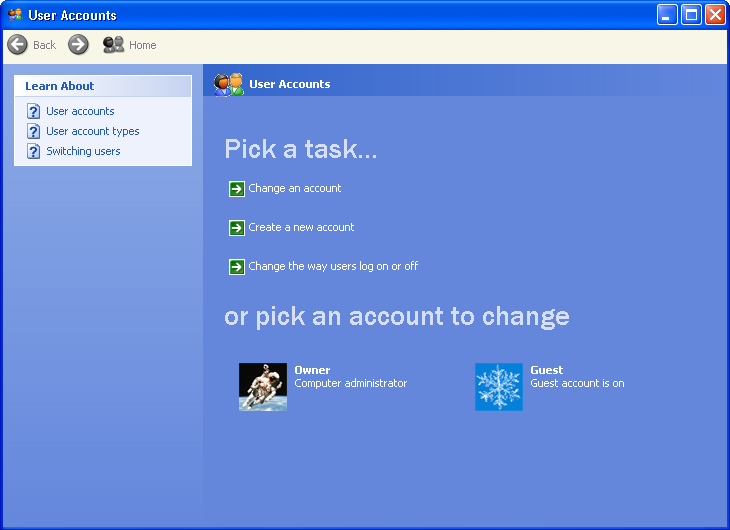 User Accounts
Back
Home
Learn About
User accounts
User account types
Switching users
User Accounts
Pick a task...
Change an account
Create a new account
Change the way users log on or off
or pick an account to change
Owner
Computer administrator
Guest
Guest account is on